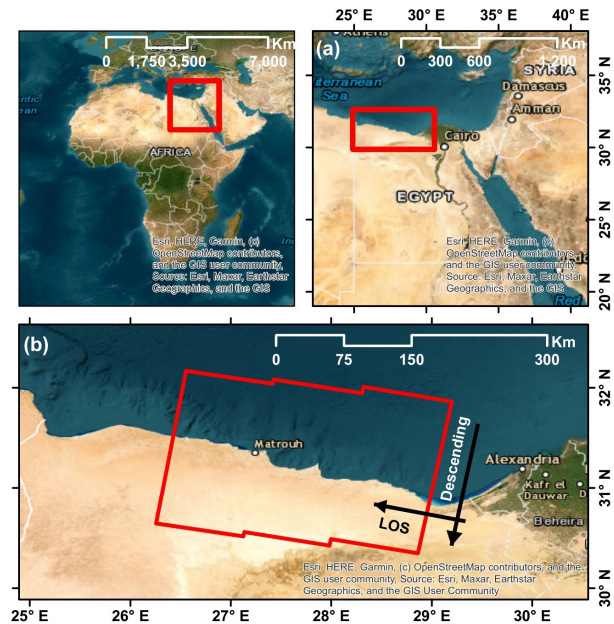 25°E 30°E 35°E 40°E
Km
0 1,750 3,500 7,000
AFRICA
Esri, HERE, Garmin, (c)
OpenStreetMap contributors,
and the GIS user community,
Source: Esri, Maxar, Earthstar
Geographics, and the GIS
(a)
Km
0 300 600 1,200
SYRIA
Damascus
Amman
Sea
Cairo
EGYPT
Esri, HERE, Garmin, (c)
OpenStreetMap contributors,
and the GIS user community,
Source: Esri, Maxar, Earthstar
Geographics, and the GIS
Red
35°N
30°N
25°N
20°N
(b)
Km
0 75 150 300
Matrouh
Descending
Alexandria
Kafr el
Dauwar
D
LOS
Beheira
Esri, HERE, Garmin, (c) OpenStreetMap contributors, and the
GIS user community, Source: Esri, Maxar, Earthstar
Geographics, and the GIS User Community
32°N
31°N
30°N
25°E 26°E 27°E 28°E 29°E 30°E